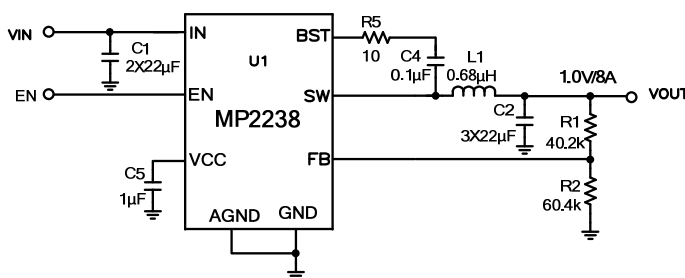 VIN
IN
C1
2X22μF
EN
EN
VCC
C5
1μF
U1
MP2238
AGND
GND
BST
R5
10
C4
0.1μF
L1
0.68μH
SW
1.0V/8A
VOUT
C2
3X22μF
FB
R1
40.2k
R2
60.4k